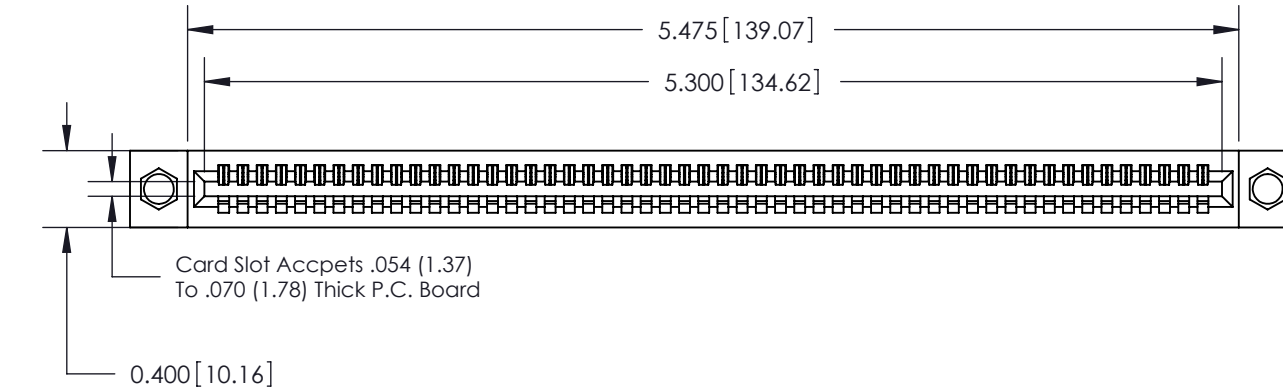 5.475[139.07]
5.300[134.62]
Card Slot Accpets .054 (1.37)
To .070 (1.78) Thick P.C. Board
0.400[10.16]